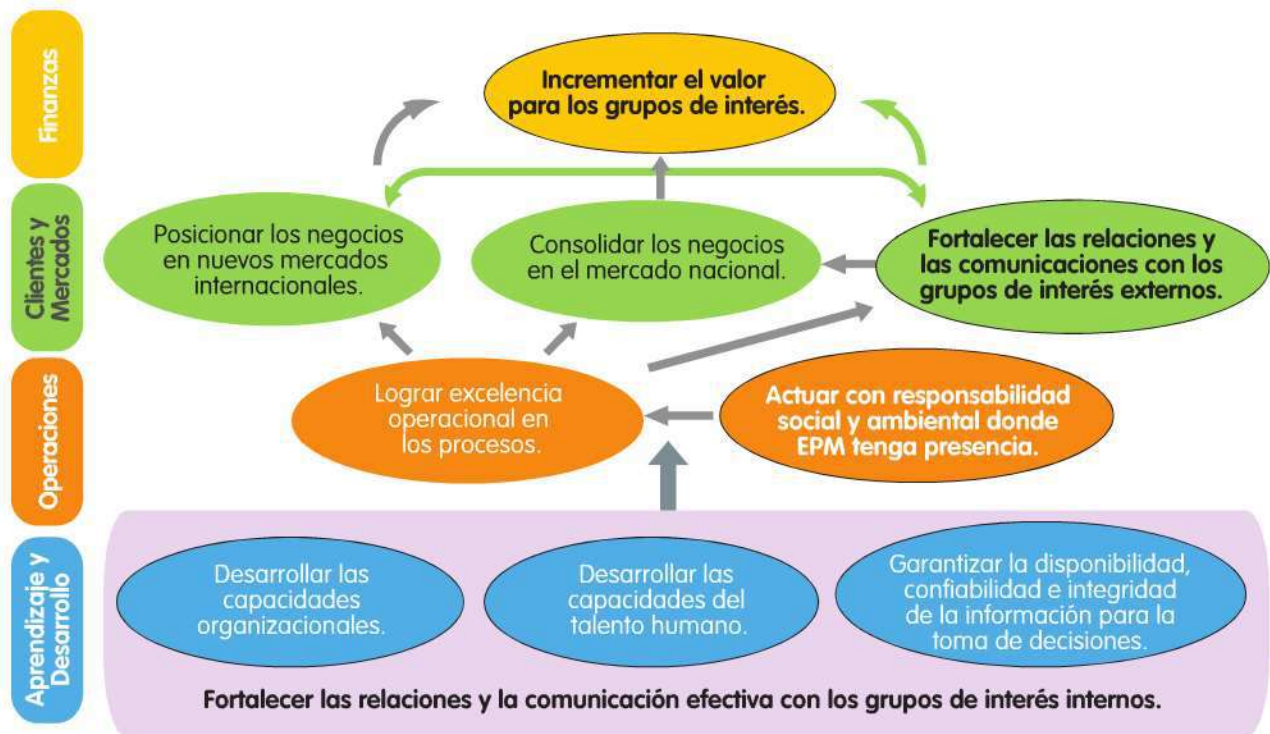 Finanzas
Incrementar el valor
para los grupos de interés.
Clientes y
Mercados
Posicionar los negocios
en nuevos mercados
internacionales.
Consolidar los negocios
en el mercado nacional.
Fortalecer las relaciones y
las comunicaciones con los
grupos de interés externos.
Operaciones
Lograr excelencia
operacional en
los procesos.
Actuar con responsabilidad
social y ambiental donde
EPM tenga presencia.
Aprendizaje y
Desarrollo
Desarrollar las
capacidades
organizacionales.
Desarrollar las
capacidades del
talento humano.
Garantizar la disponibilidad,
confiabilidad e integridad
de la información para la
toma de decisiones.
Fortalecer las relaciones y la comunicación efectiva con los grupos de interés internos.